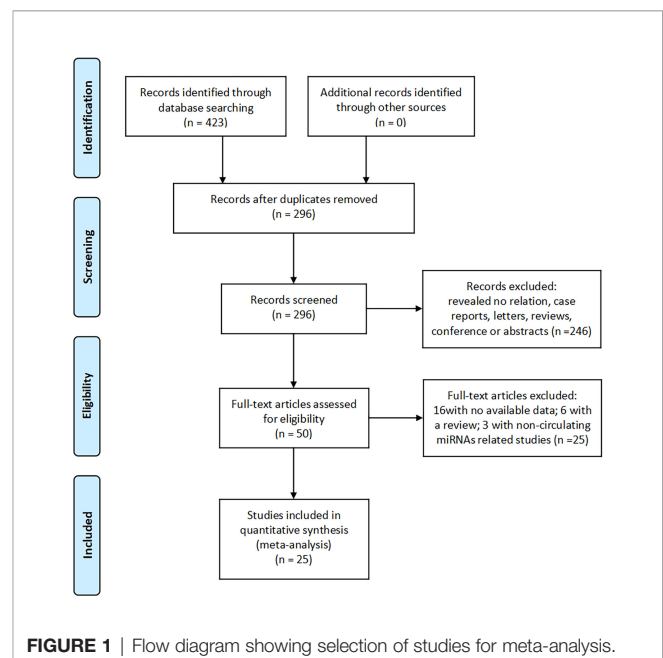 Identification
Records identified through
database searching
(n = 423)
Additional records identified
through other sources
(n = 0)
Records after duplicates removed
(n = 296)
Screening
Records screened
(n = 296)
Records excluded:
revealed no relation, case
reports, letters, reviews,
conference or abstracts (n =246)
Eligibility
Full-text articles assessed
for eligibility
(n = 50)
Full-text articles excluded:
16with no available data; 6 with
a review; 3 with non-circulating
miRNAs related studies (n =25)
Included
Studies included in
quantitative synthesis
(meta-analysis)
(n = 25)
FIGURE 1 | Flow diagram showing selection of studies for meta-analysis.